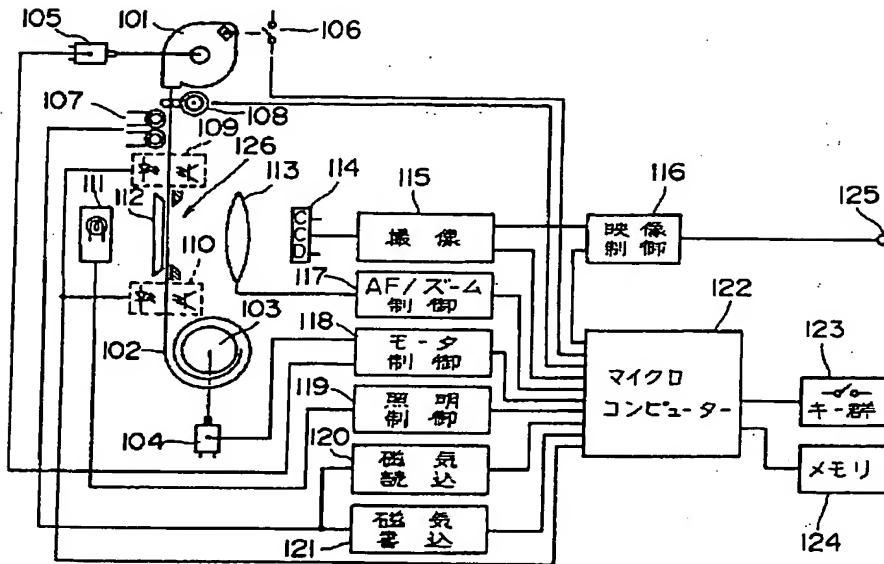 105
101
106
107
108
109
126
113
114
115
116
125
111
112
C
C
D
撮像
映像
制御
110
117
AF/ズーム
制御
122
103
118
モータ
制御
マイクロ
コンピューター
123
キー群
102
119
照明
制御
104
120
磁気
読込
メモリ
124
磁気
書込
121